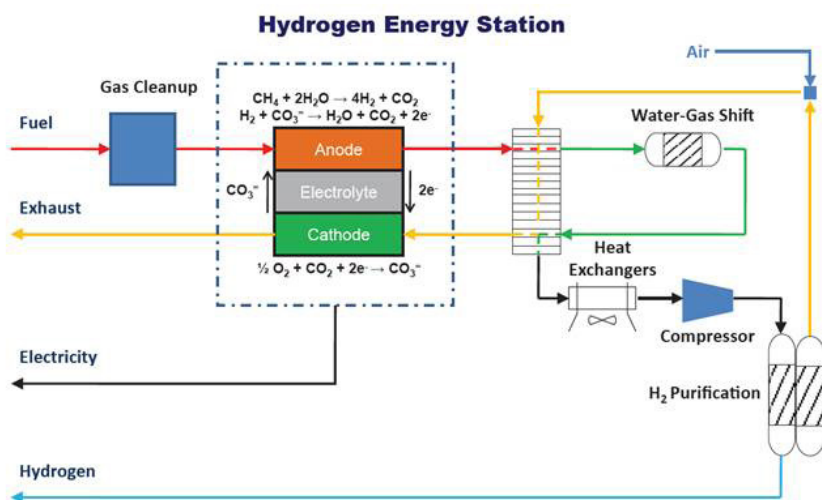 Hydrogen Energy Station
Air
Gas Cleanup
CH₄ + 2H₂O → 4H₂ + CO₂
H₂ + CO₃⁼ → H₂O + CO₂ + 2e⁻
Water-Gas Shift
Fuel
Anode
CO₃⁼
Electrolyte
2e⁻
Exhaust
Cathode
½ O₂ + CO₂ + 2e⁻ → CO₃⁼
Heat
Exchangers
Compressor
Electricity
H₂ Purification
Hydrogen